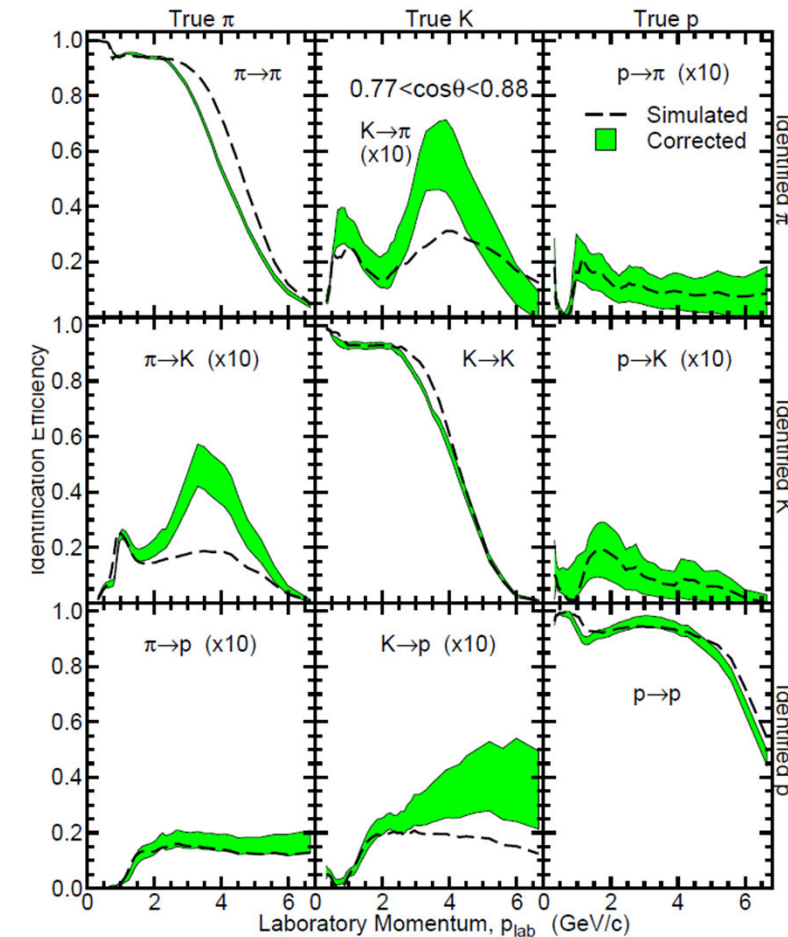 True π True K True p
1.0
0.8
0.6
0.4
0.2
π→π
0.77<cosθ<0.88
K→π
(x10)
p→π (x10)
Simulated
Corrected
Identified π
1.0
0.8
0.6
0.4
0.2
π→K (x10)
K→K
p→K (x10)
Identified K
Identification Efficiency
1.0
0.8
0.6
0.4
0.2
0.0
π→p (x10)
K→p (x10)
p→p
Identified p
0 2 4 6 0 2 4 6 0 2 4 6
Laboratory Momentum, plab (GeV/c)